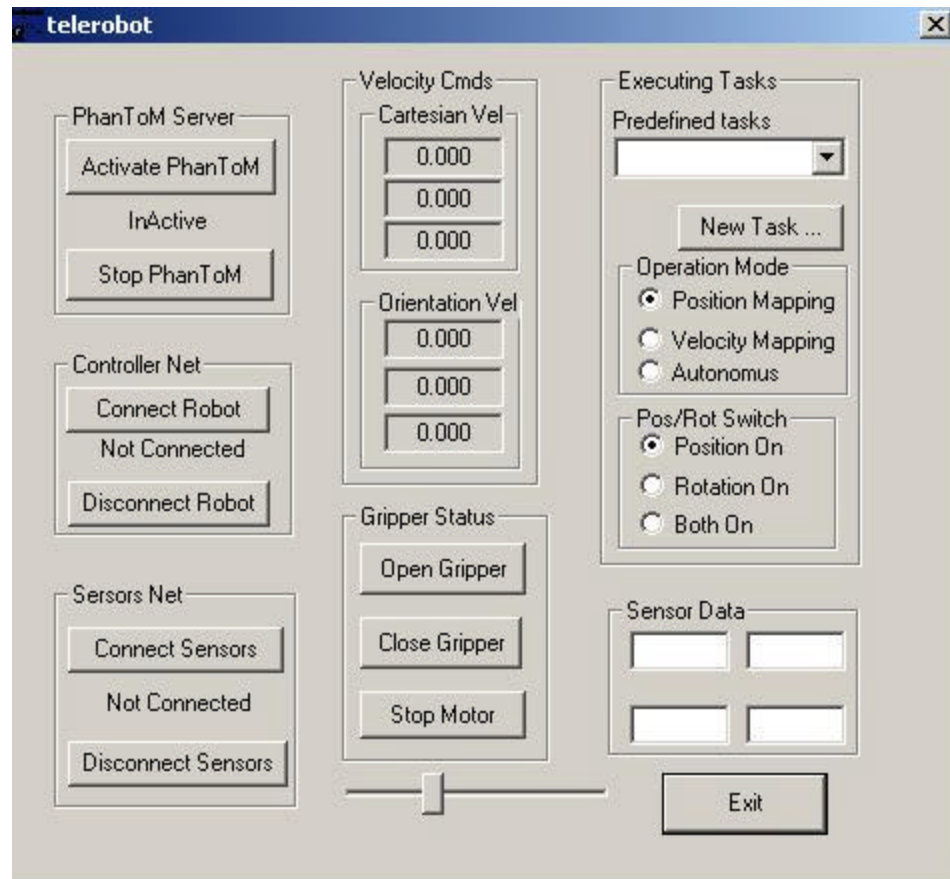 telerobot
PhanToM Server
Activate PhanToM
InActive
Stop PhanToM
Controller Net
Connect Robot
Not Connected
Disconnect Robot
Sersors Net
Connect Sensors
Not Connected
Disconnect Sensors
Velocity Cmds
Cartesian Vel
0.000
0.000
0.000
Orientation Vel
0.000
0.000
0.000
Gripper Status
Open Gripper
Close Gripper
Stop Motor
Executing Tasks
Predefined tasks
New Task ...
Operation Mode
Position Mapping
Velocity Mapping
Autonomus
Pos/Rot Switch
Position On
Rotation On
Both On
Sensor Data
Exit